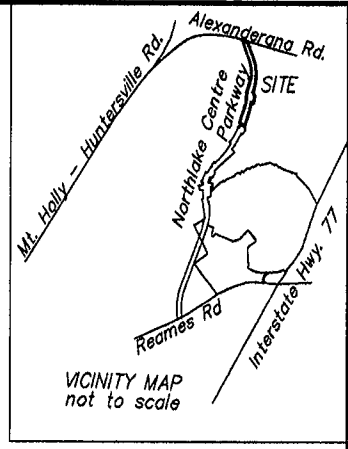 Alexanderana Rd.
SITE
Mt. Holly - Huntersville Rd.
Northlake Centre
Parkway
Interstate Hwy. 77
Reames Rd
VICINITY MAP
not to scale